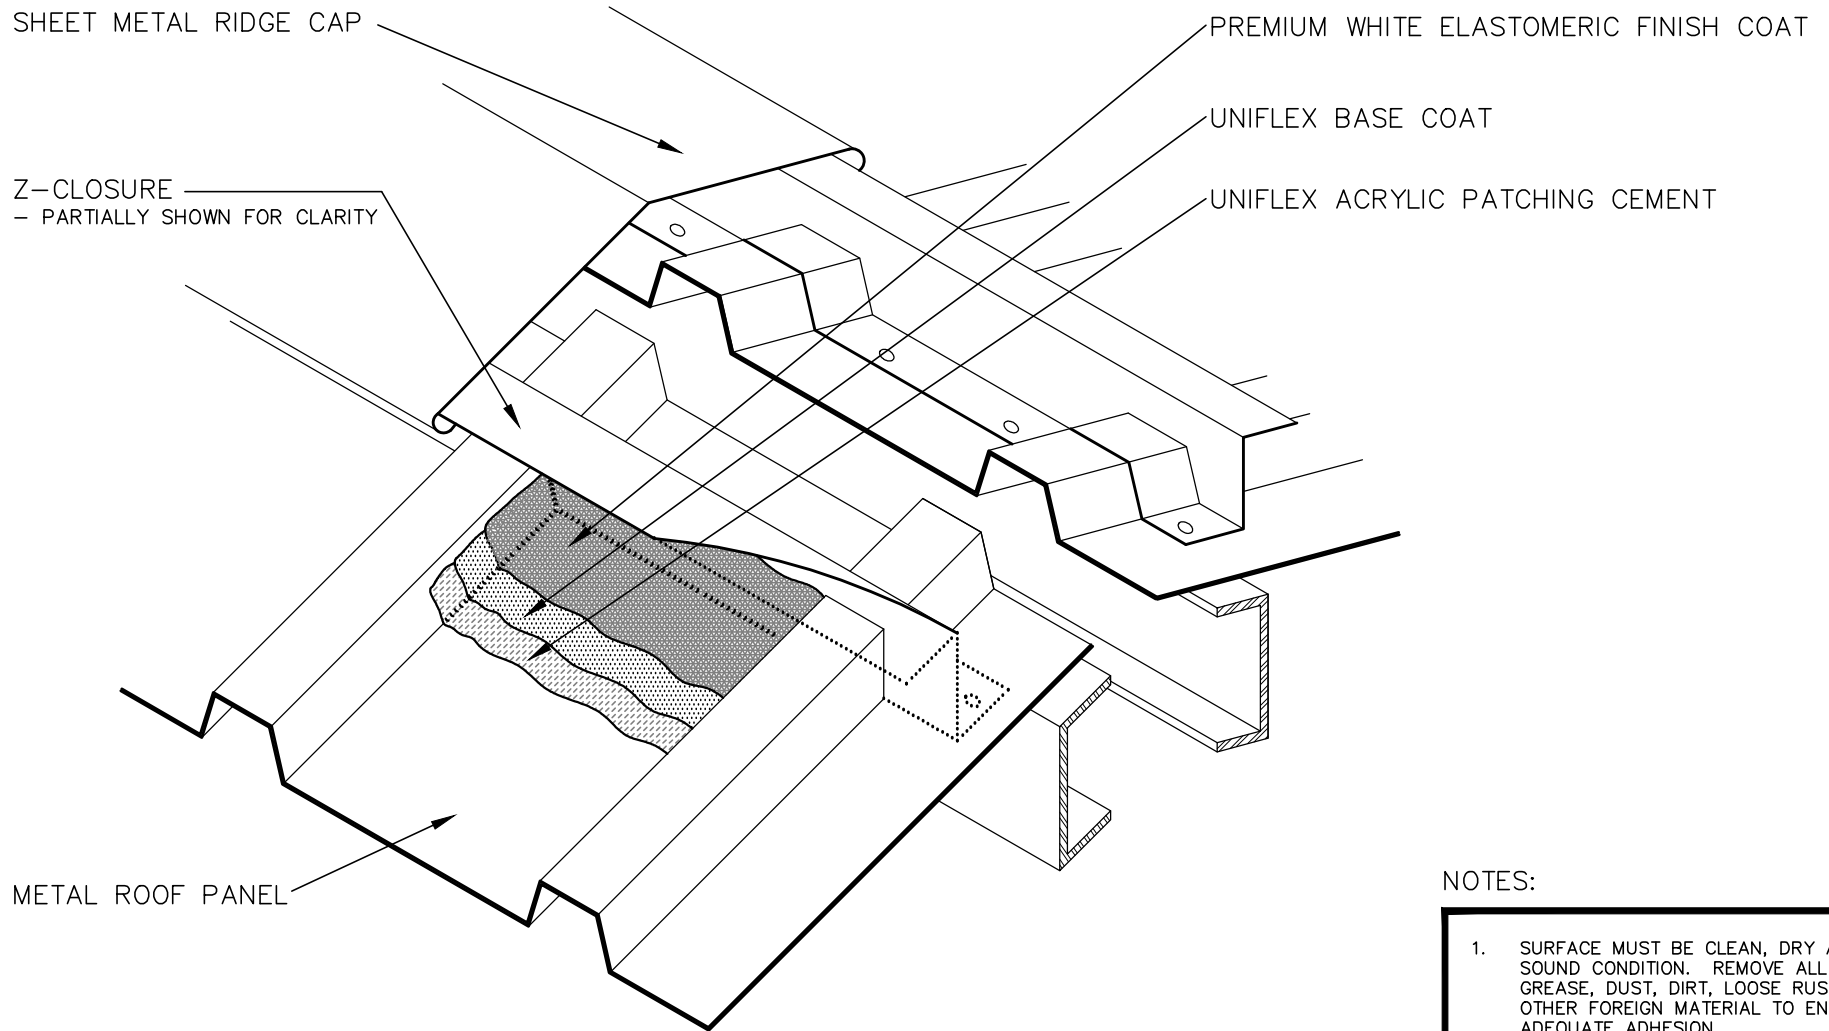 SHEET METAL RIDGE CAP
PREMIUM WHITE ELASTOMERIC FINISH COAT
UNIFLEX BASE COAT
Z-CLOSURE
- PARTIALLY SHOWN FOR CLARITY
UNIFLEX ACRYLIC PATCHING CEMENT
METAL ROOF PANEL
NOTES:
1. SURFACE MUST BE CLEAN, DRY
SOUND CONDITION. REMOVE ALL
GREASE, DUST, DIRT, LOOSE
OTHER FOREIGN MATERIAL TO
ADEQUATE ADHESION